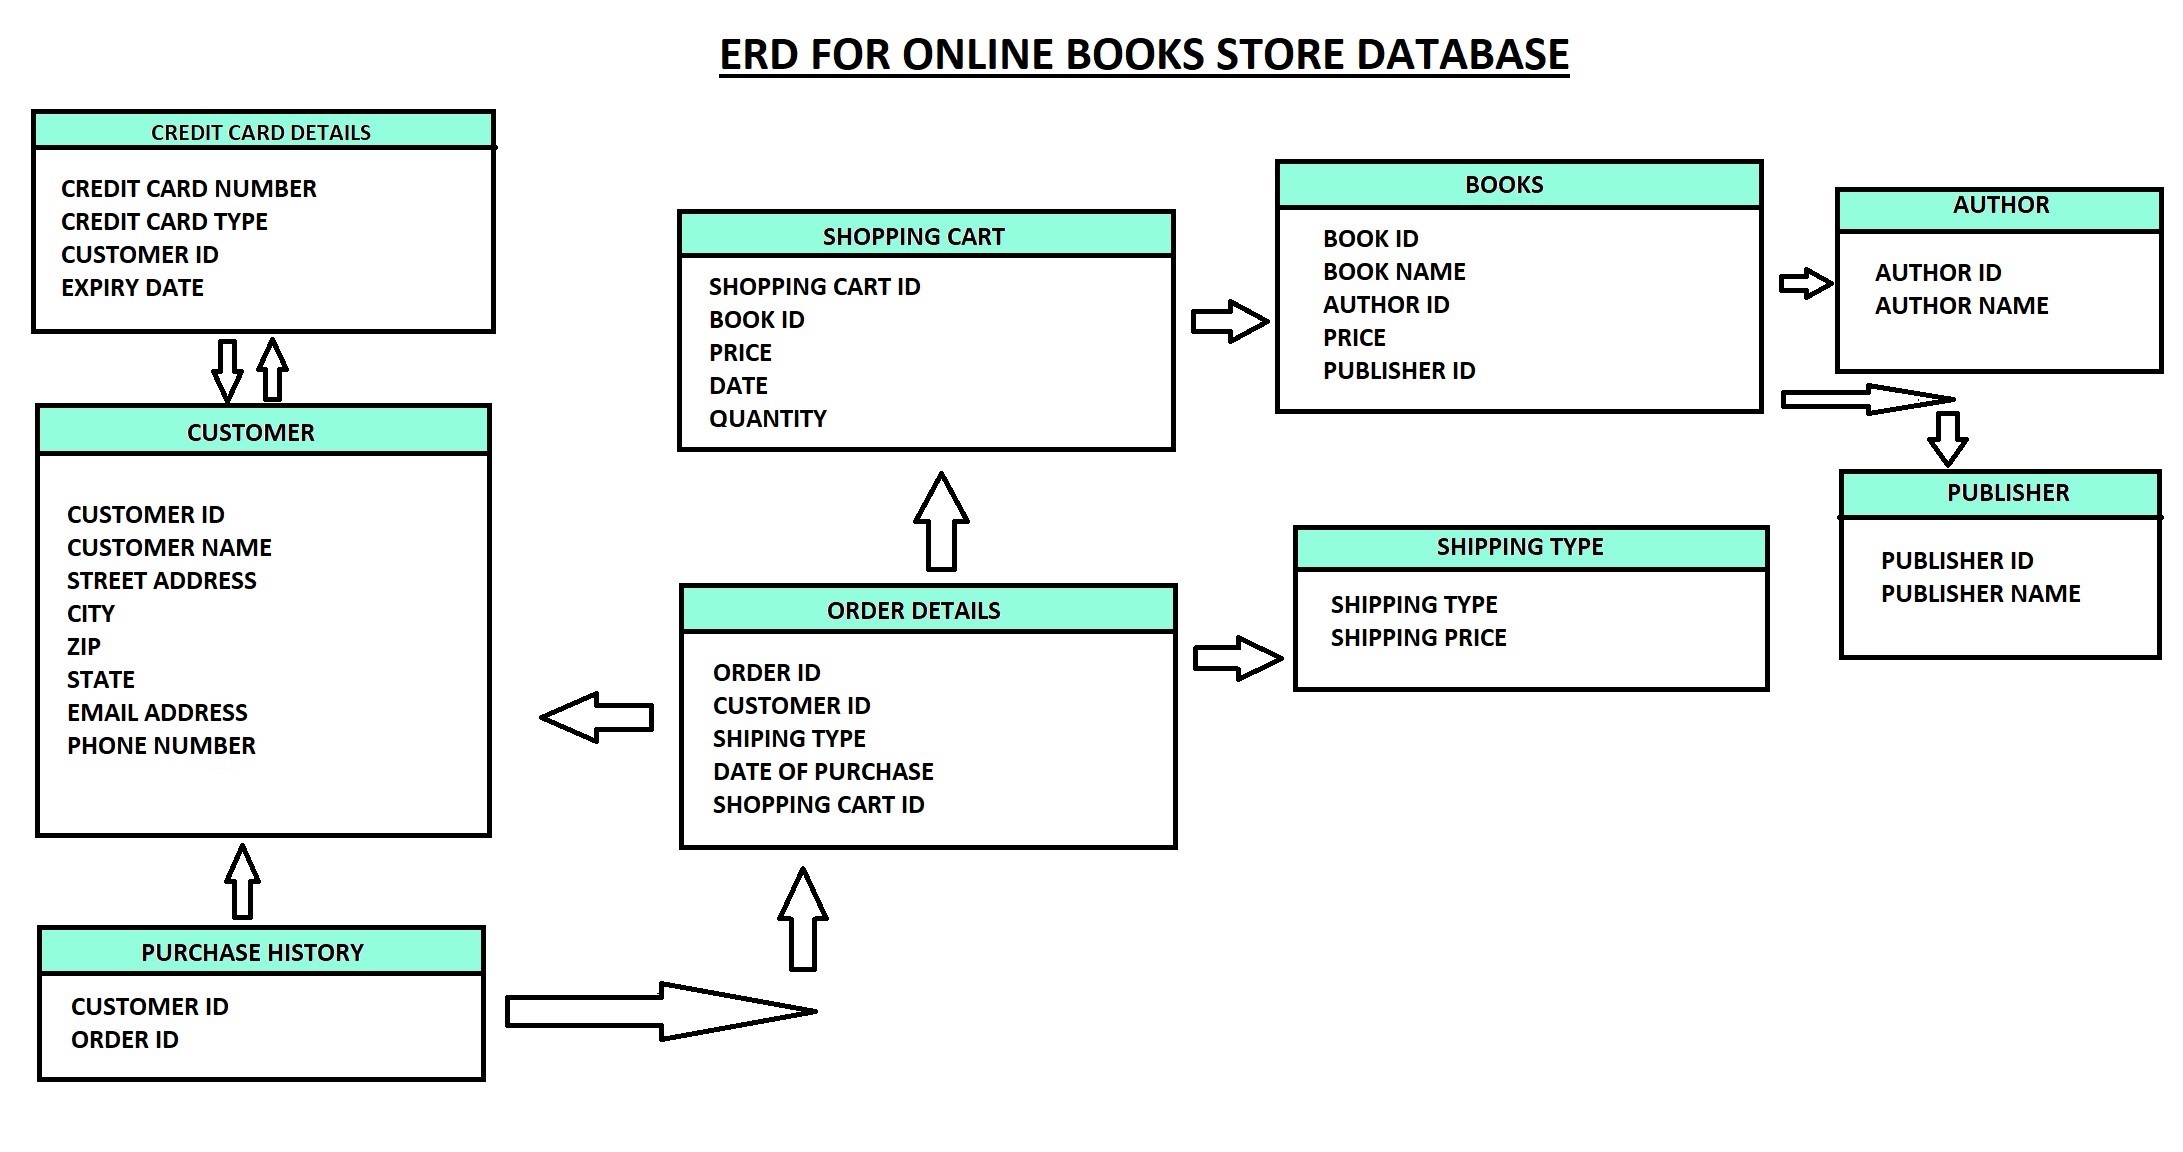 ERD FOR ONLINE BOOKS STORE DATABASE
CREDIT CARD DETAILS
CREDIT CARD NUMBER
CREDIT CARD TYPE
CUSTOMER ID
EXPIRY DATE
CUSTOMER
CUSTOMER ID
CUSTOMER NAME
STREET ADDRESS
CITY
ZIP
STATE
EMAIL ADDRESS
PHONE NUMBER
PURCHASE HISTORY
CUSTOMER ID
ORDER ID
SHOPPING CART
SHOPPING CART ID
BOOK ID
PRICE
DATE
QUANTITY
ORDER DETAILS
ORDER ID
CUSTOMER ID
SHIPING TYPE
DATE OF PURCHASE
SHOPPING CART ID
BOOKS
BOOK ID
BOOK NAME
AUTHOR ID
PRICE
PUBLISHER ID
SHIPPING TYPE
SHIPPING TYPE
SHIPPING PRICE
AUTHOR
AUTHOR ID
AUTHOR NAME
PUBLISHER
PUBLISHER ID
PUBLISHER NAME